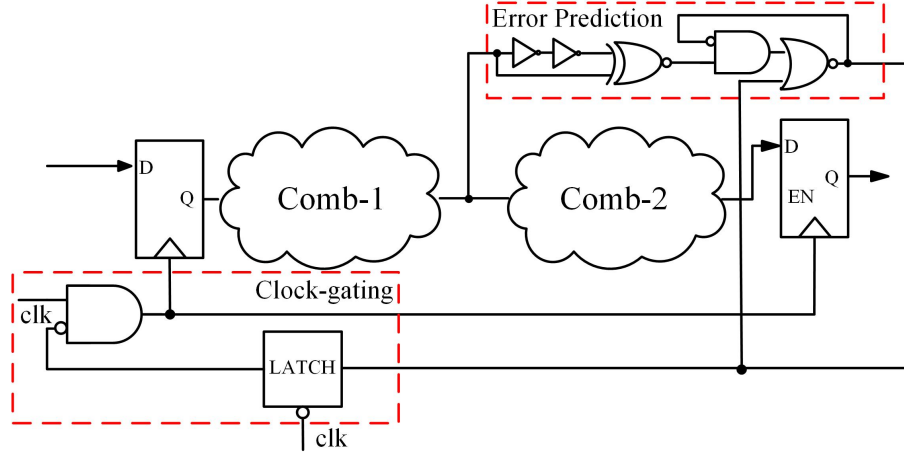 Error Prediction
D
Q
Comb-1
Comb-2
D
Q
EN
Clock-gating
clk
LATCH
clk